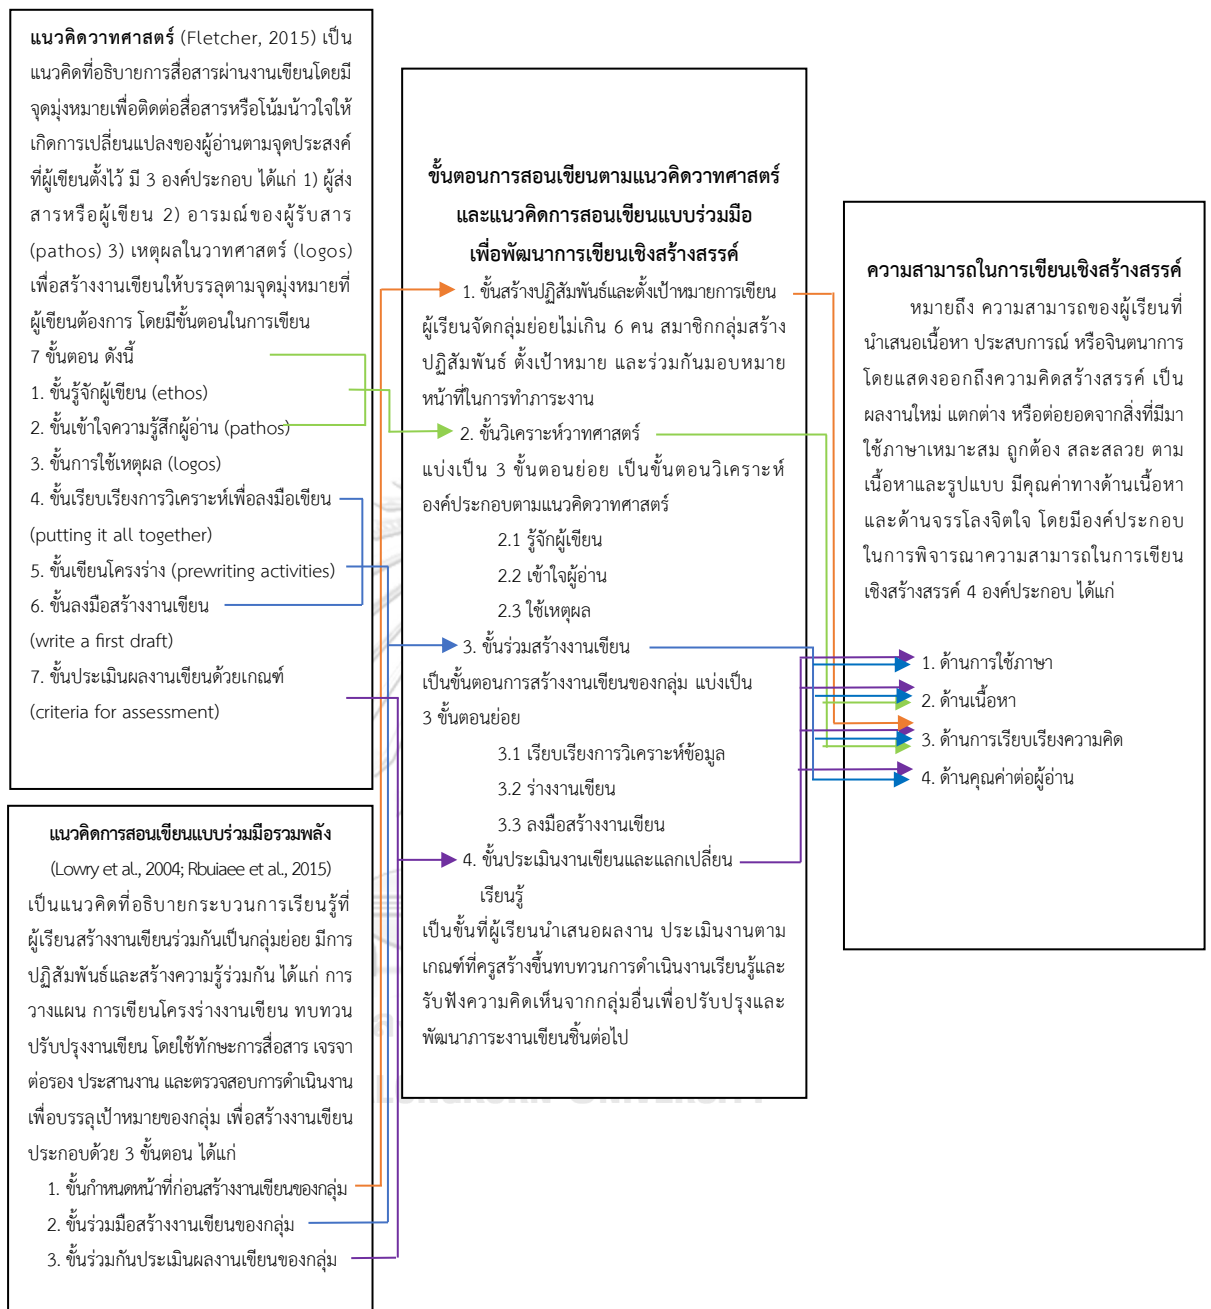 แนวคิดวาทศาสตร์ (Fletcher, 2015) เป็น
แนวคิดที่อธิบายการสื่อสารผ่านงานเขียนโดยมี
จุดมุ่งหมายเพื่อติดต่อสื่อสารหรือโน้มน้าวใจให้
เกิดการเปลี่ยนแปลงของผู้อ่านตามจุดประสงค์
ที่ผู้เขียนตั้งไว้ มี 3 องค์ประกอบ ได้แก่ 1) ผู้ส่ง
สารหรือผู้เขียน 2) อารมณ์ของผู้รับสาร
(pathos) 3) เหตุผลในวาทศาสตร์ (logos)
เพื่อสร้างงานเขียนให้บรรลุตามจุดมุ่งหมายที่
ผู้เขียนต้องการ โดยมีขั้นตอนในการเขียน
7 ขั้นตอน ดังนี้
1. ขั้นรู้จักผู้เขียน (ethos)
2. ขั้นเข้าใจความรู้สึกผู้อ่าน (pathos)
3. ขั้นการใช้เหตุผล (logos)
4. ขั้นเรียบเรียงการวิเคราะห์เพื่อลงมือเขียน
(putting it all together)
5. ขั้นเขียนโครงร่าง (prewriting activities)
6. ขั้นลงมือสร้างงานเขียน
(write a first draft)
7. ขั้นประเมินผลงานเขียนด้วยเกณฑ์
(criteria for assessment)
แนวคิดการสอนเขียนแบบร่วมมือรวมพลัง
(Lowry et al., 2004; Rbuiaee et al., 2015)
เป็นแนวคิดที่อธิบายกระบวนการเรียนรู้ที่
ผู้เรียนสร้างงานเขียนร่วมกันเป็นกลุ่มย่อย มีการ
ปฏิสัมพันธ์และสร้างความรู้ร่วมกัน ได้แก่ การ
วางแผน การเขียนโครงร่างงานเขียน ทบทวน
ปรับปรุงงานเขียน โดยใช้ทักษะการสื่อสาร เจรจา
ต่อรอง ประสานงาน และตรวจสอบการดำเนินงาน
เพื่อบรรลุเป้าหมายของกลุ่ม เพื่อสร้างงานเขียน
ประกอบด้วย 3 ขั้นตอน ได้แก่
1. ขั้นกำหนดหน้าที่ก่อนสร้างงานเขียนของกลุ่ม
2. ขั้นร่วมมือสร้างงานเขียนของกลุ่ม
3. ขั้นร่วมกันประเมินผลงานเขียนของกลุ่ม
ขั้นตอนการสอนเขียนตามแนวคิดวาทศาสตร์
และแนวคิดการสอนเขียนแบบร่วมมือ
เพื่อพัฒนาการเขียนเชิงสร้างสรรค์
1. ขั้นสร้างปฏิสัมพันธ์และตั้งเป้าหมายการเขียน
ผู้เรียนจัดกลุ่มย่อยไม่เกิน 6 คน สมาชิกกลุ่มสร้าง
ปฏิสัมพันธ์ ตั้งเป้าหมาย และร่วมกันมอบหมาย
หน้าที่ในการทำภาระงาน
2. ขั้นวิเคราะห์วาทศาสตร์
แบ่งเป็น 3 ขั้นตอนย่อย เป็นขั้นตอนวิเคราะห์
องค์ประกอบตามแนวคิดวาทศาสตร์
2.1 รู้จักผู้เขียน
2.2 เข้าใจผู้อ่าน
2.3 ใช้เหตุผล
3. ขั้นร่วมสร้างงานเขียน
เป็นขั้นตอนการสร้างงานเขียนของกลุ่ม แบ่งเป็น
3 ขั้นตอนย่อย
3.1 เรียบเรียงการวิเคราะห์ข้อมูล
3.2 ร่างงานเขียน
3.3 ลงมือสร้างงานเขียน
4. ขั้นประเมินงานเขียนและแลกเปลี่ยน
เรียนรู้
เป็นขั้นที่ผู้เรียนนำเสนอผลงาน ประเมินงานตาม
เกณฑ์ที่ครูสร้างขึ้นทบทวนการดำเนินงานเรียนรู้และ
รับฟังความคิดเห็นจากกลุ่มอื่นเพื่อปรับปรุงและ
พัฒนาภาระงานเขียนชิ้นต่อไป
ความสามารถในการเขียนเชิงสร้างสรรค์
หมายถึง ความสามารถของผู้เรียนที่
นำเสนอเนื้อหา ประสบการณ์ หรือจินตนาการ
โดยแสดงออกถึงความคิดสร้างสรรค์ เป็น
ผลงานใหม่ แตกต่าง หรือต่อยอดจากสิ่งที่มีมา
ใช้ภาษาเหมาะสม ถูกต้อง สละสลวย ตาม
เนื้อหาและรูปแบบ มีคุณค่าทางด้านเนื้อหา
และด้านจรรโลงจิตใจ โดยมีองค์ประกอบ
ในการพิจารณาความสามารถในการเขียน
เชิงสร้างสรรค์ 4 องค์ประกอบ ได้แก่
1. ด้านการใช้ภาษา
2. ด้านเนื้อหา
3. ด้านการเรียบเรียงความคิด
4. ด้านคุณค่าต่อผู้อ่าน